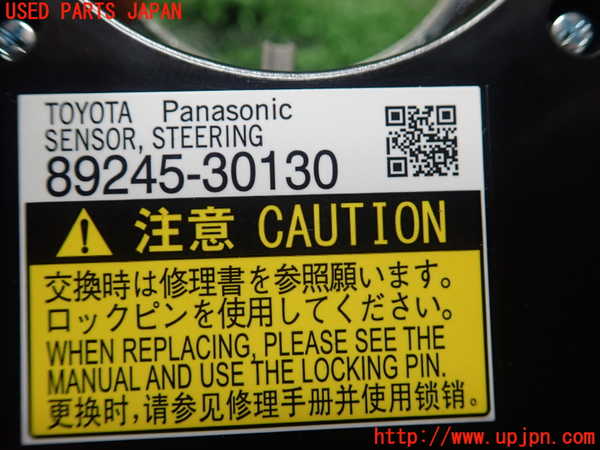 USED PARTS JAPAN
TOYOTA Panasonic
SENSOR, STEERING
89245-30130
注意 CAUTION
交換時は修理書を参照願います。
ロックピンを使用してください。
WHEN REPLACING, PLEASE SEE THE
MANUAL AND USE THE LOCKING PIN.
更换时,请参见修理手册并使用锁销。
http://www.upjpn.com/